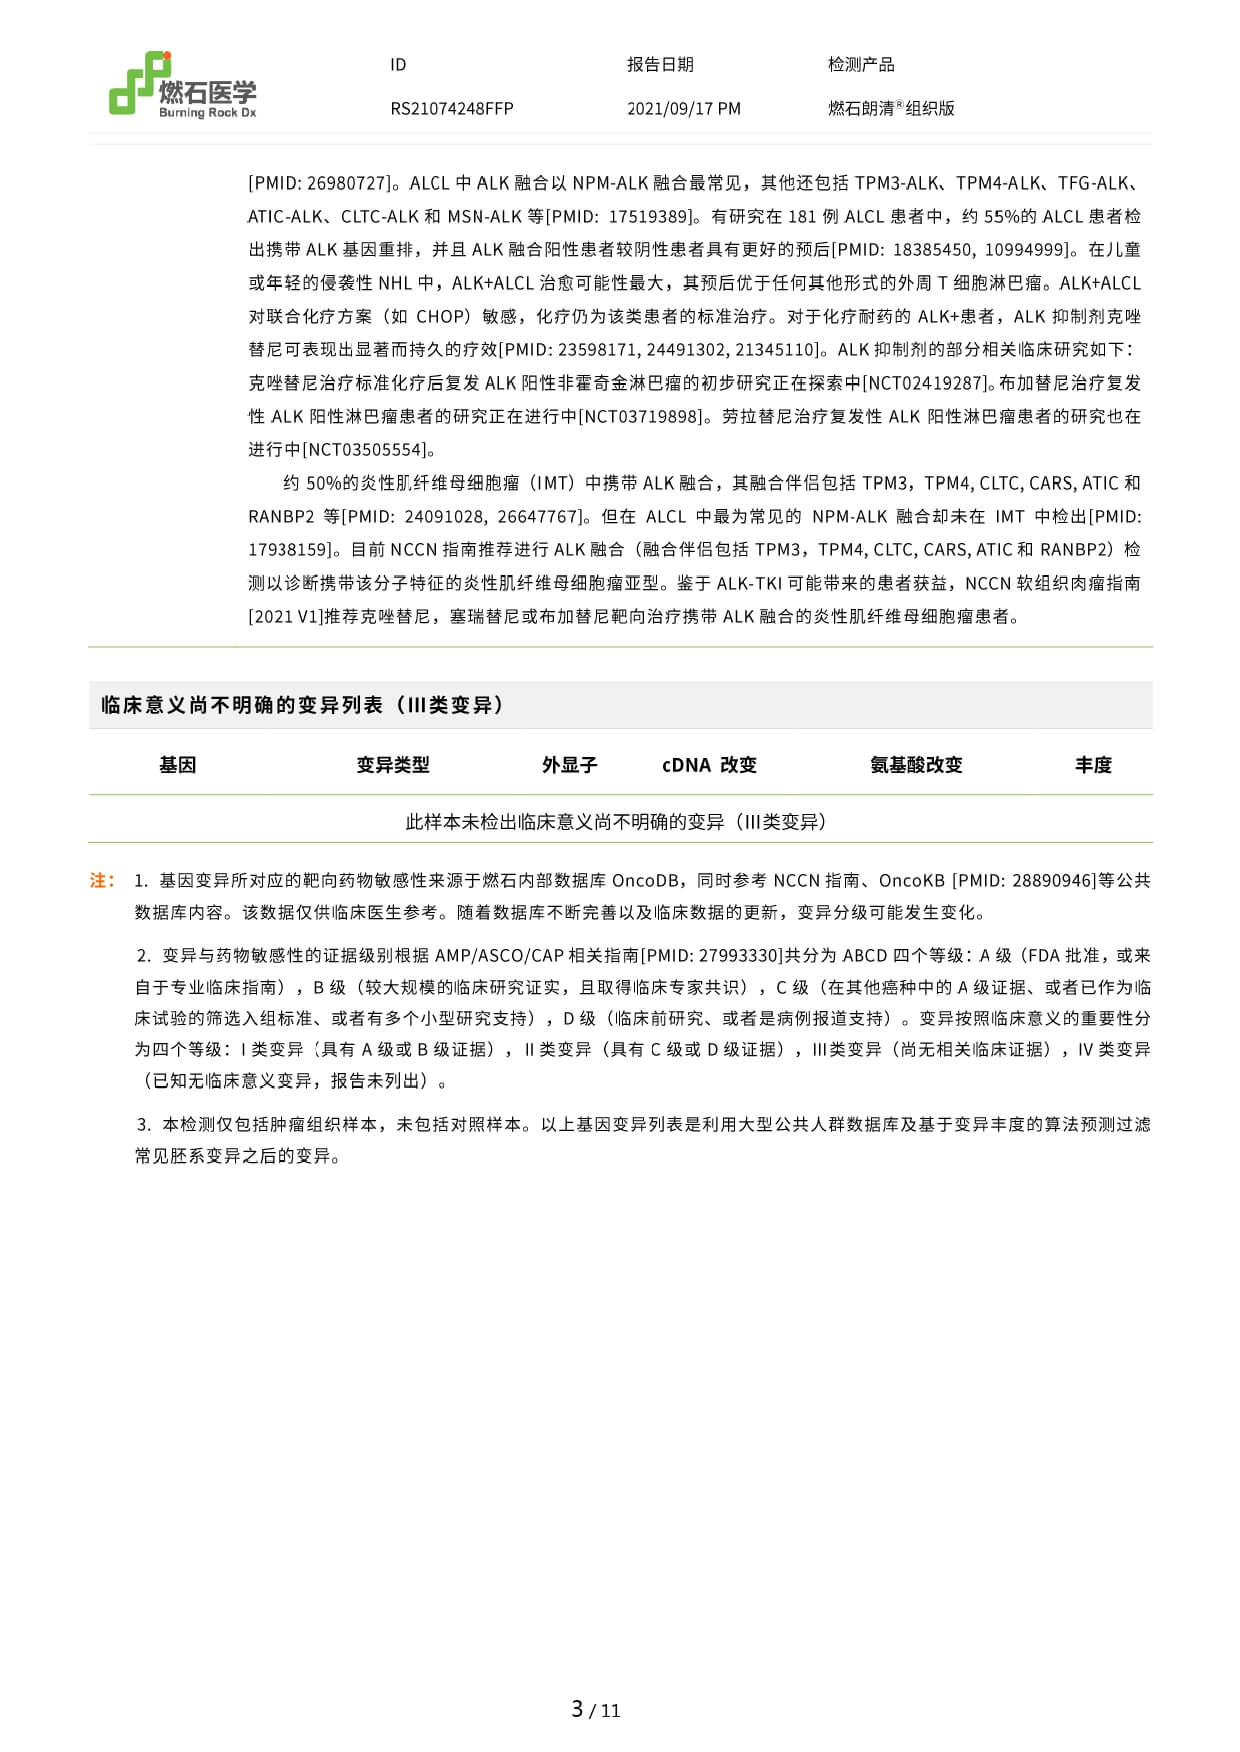 燃石医学
Burning Rock Dx
ID 报告日期 检测产品
RS21074248FFP 2021/09/17 PM 燃石朗清®组织版
[PMID: 26980727]。ALCL 中 ALK 融合以 NPM-ALK 融合最常见，其他还包括 TPM3-ALK、TPM4-ALK、TFG-ALK、
ATIC-ALK、CLTC-ALK 和 MSN-ALK 等[PMID: 17519389]。有研究在 181 例 ALCL 患者中，约 55%的 ALCL 患者检
出携带 ALK 基因重排，并且 ALK 融合阳性患者较阴性患者具有更好的预后[PMID: 18385450, 10994999]。在儿童
或年轻的侵袭性 NHL 中，ALK+ALCL 治愈可能性最大，其预后优于任何其他形式的外周 T 细胞淋巴瘤。ALK+ALCL
对联合化疗方案（如 CHOP）敏感，化疗仍为该类患者的标准治疗。对于化疗耐药的 ALK+患者，ALK 抑制剂克唑
替尼可表现出显著而持久的疗效[PMID: 23598171, 24491302, 21345110]。ALK 抑制剂的部分相关临床研究如下：
克唑替尼治疗标准化疗后复发 ALK 阳性非霍奇金淋巴瘤的初步研究正在探索中[NCT02419287]。布加替尼治疗复发
性 ALK 阳性淋巴瘤患者的研究正在进行中[NCT03719898]。劳拉替尼治疗复发性 ALK 阳性淋巴瘤患者的研究也在
进行中[NCT03505554]。
约 50%的炎性肌纤维母细胞瘤（IMT）中携带 ALK 融合，其融合伴侣包括 TPM3，TPM4, CLTC, CARS, ATIC 和
RANBP2 等[PMID: 24091028, 26647767]。但在 ALCL 中最为常见的 NPM-ALK 融合却未在 IMT 中检出[PMID:
17938159]。目前 NCCN 指南推荐进行 ALK 融合（融合伴侣包括 TPM3，TPM4, CLTC, CARS, ATIC 和 RANBP2）检
测以诊断携带该分子特征的炎性肌纤维母细胞瘤亚型。鉴于 ALK-TKI 可能带来的患者获益，NCCN 软组织肉瘤指南
[2021 V1]推荐克唑替尼，塞瑞替尼或布加替尼靶向治疗携带 ALK 融合的炎性肌纤维母细胞瘤患者。
临床意义尚不明确的变异列表（III类变异）
基因 变异类型 外显子 cDNA 改变 氨基酸改变 丰度
此样本未检出临床意义尚不明确的变异（III类变异）
注： 1. 基因变异所对应的靶向药物敏感性来源于燃石内部数据库 OncoDB，同时参考 NCCN 指南、OncoKB [PMID: 28890946]等公共
数据库内容。该数据仅供临床医生参考。随着数据库不断完善以及临床数据的更新，变异分级可能发生变化。
2. 变异与药物敏感性的证据级别根据 AMP/ASCO/CAP 相关指南[PMID: 27993330]共分为 ABCD 四个等级：A 级（FDA 批准，或来
自于专业临床指南），B 级（较大规模的临床研究证实，且取得临床专家共识），C 级（在其他癌种中的 A 级证据、或者已作为临
床试验的筛选入组标准、或者有多个小型研究支持），D 级（临床前研究、或者是病例报道支持）。变异按照临床意义的重要性分
为四个等级：I 类变异（具有 A 级或 B 级证据），II 类变异（具有 C 级或 D 级证据），III类变异（尚无相关临床证据），IV 类变异
（已知无临床意义变异，报告未列出）。
3. 本检测仅包括肿瘤组织样本，未包括对照样本。以上基因变异列表是利用大型公共人群数据库及基于变异丰度的算法预测过滤
常见胚系变异之后的变异。
3 / 11